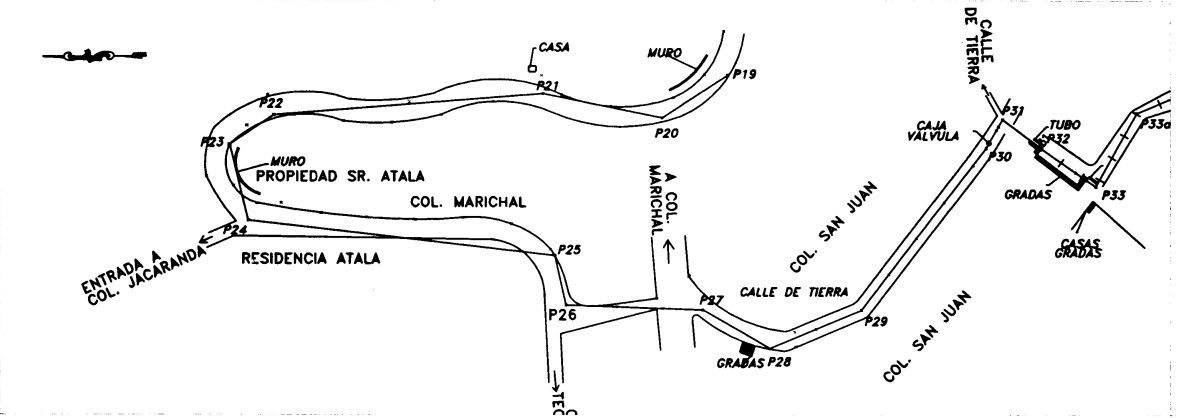 CALLE
DE TIERRA
CASA
MURO
P19
P21
P22
P20
P31
P33a
CAJA
VALVULA
TUBO
P32
P30
P23
MURO
PROPIEDAD SR. ATALA
GRADAS
P33
COL. MARICHAL
A COL.
MARICHAL
COL. SAN JUAN
P24
CASAS
GRADAS
ENTRADA A
COL. JACARANDA
RESIDENCIA ATALA
P25
CALLE DE TIERRA
P27
P26
P29
COL. SAN JUAN
GRADAS
P28